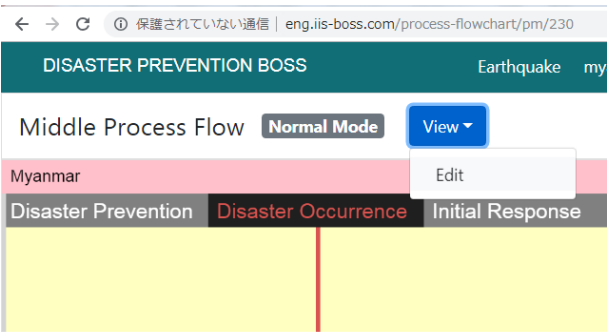 保護されていない通信 | eng.iis-boss.com/process-flowchart/pm/230
DISASTER PREVENTION BOSS Earthquake my
Middle Process Flow Normal Mode View
Edit
Myanmar
Disaster Prevention Disaster Occurrence Initial Response